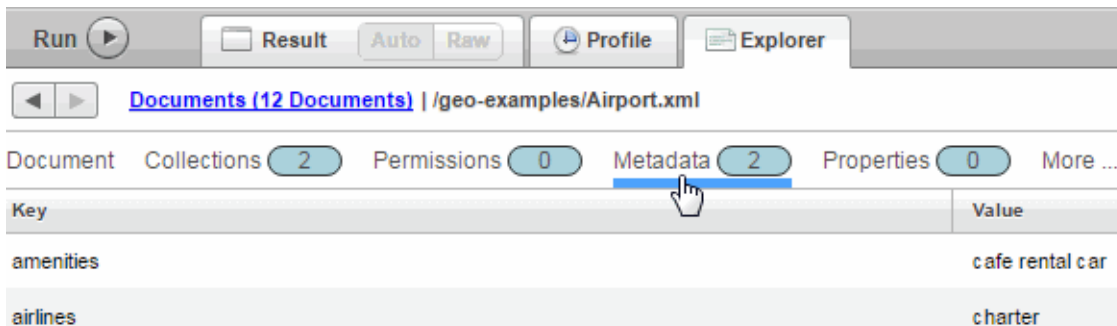 Run Result Auto Raw Profile Explorer
Documents (12 Documents) | /geo-examples/Airport.xml
Document Collections 2 Permissions 0 Metadata 2 Properties 0 More ...
Key Value
amenities cafe rental car
airlines charter